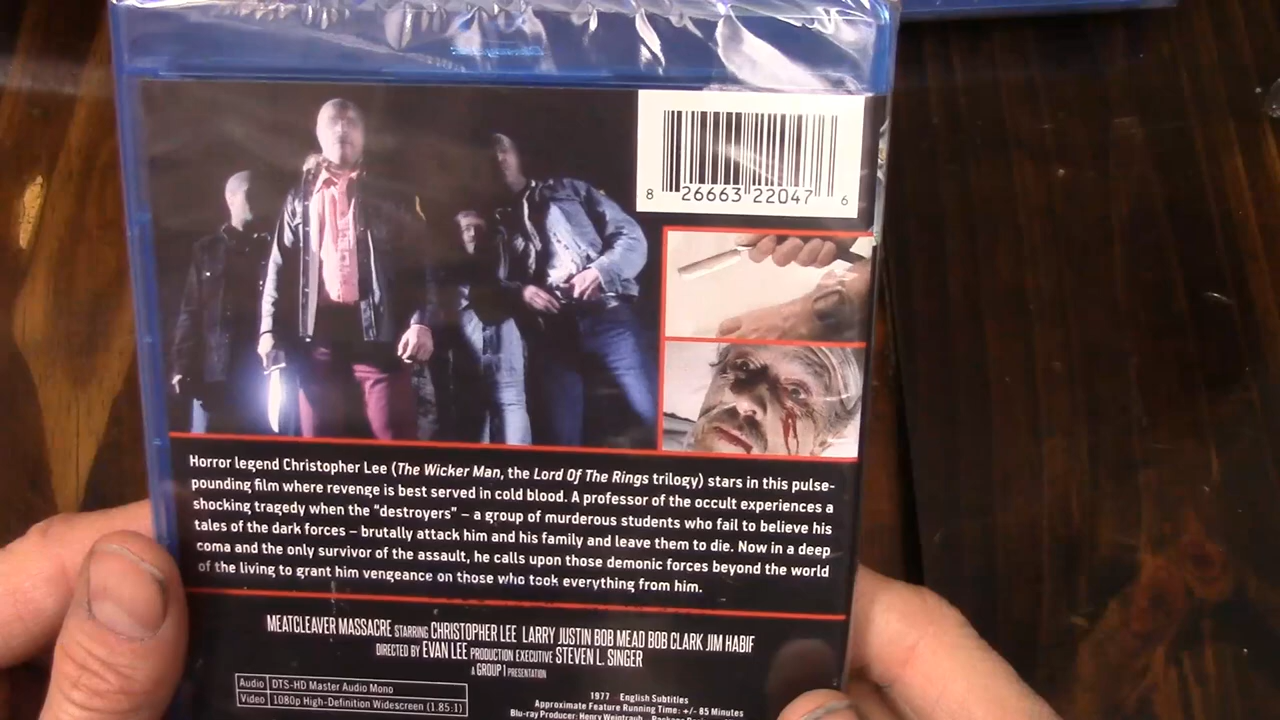 8 26663 22047 6
Horror legend Christopher Lee (The Wicker Man, the Lord Of The Rings trilogy) stars in this pulse-
pounding film where revenge is best served in cold blood. A professor of the occult experiences a
shocking tragedy when the “destroyers” – a group of murderous students who fail to believe his
tales of the dark forces – brutally attack him and his family and leave them to die. Now in a deep
coma and the only survivor of the assault, he calls upon those demonic forces beyond the world
of the living to grant him vengeance on those who took everything from him.
MEATCLEAVER MASSACRE STARRING CHRISTOPHER LEE LARRY JUSTIN BOB MEAD BOB CLARK JIM HABIF
DIRECTED BY EVAN LEE PRODUCTION EXECUTIVE STEVEN L. SINGER
A GROUP 1 PRESENTATION
Audio DTS-HD Master Audio Mono
Video 1080p High-Definition Widescreen (1.85:1)
1977 English Subtitles
Approximate Feature Running Time: +/- 85 Minutes
Blu-ray Producer: Henry Weintraub